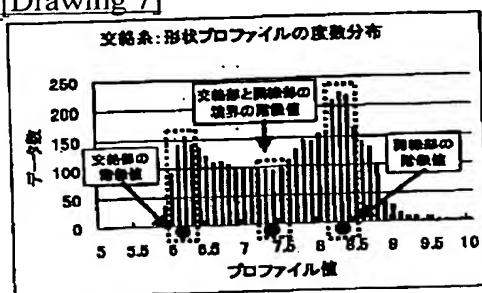 [Drawing 7]
交絡糸:形状プロファイルの度数分布
交絡部と開繊部の
境界の階級値
交絡部の
階級値
開繊部の
階級値
データ数
250
200
150
100
50
0
5 5.5 6 6.5 7 7.5 8 8.5 9 9.5 10
プロファイル値